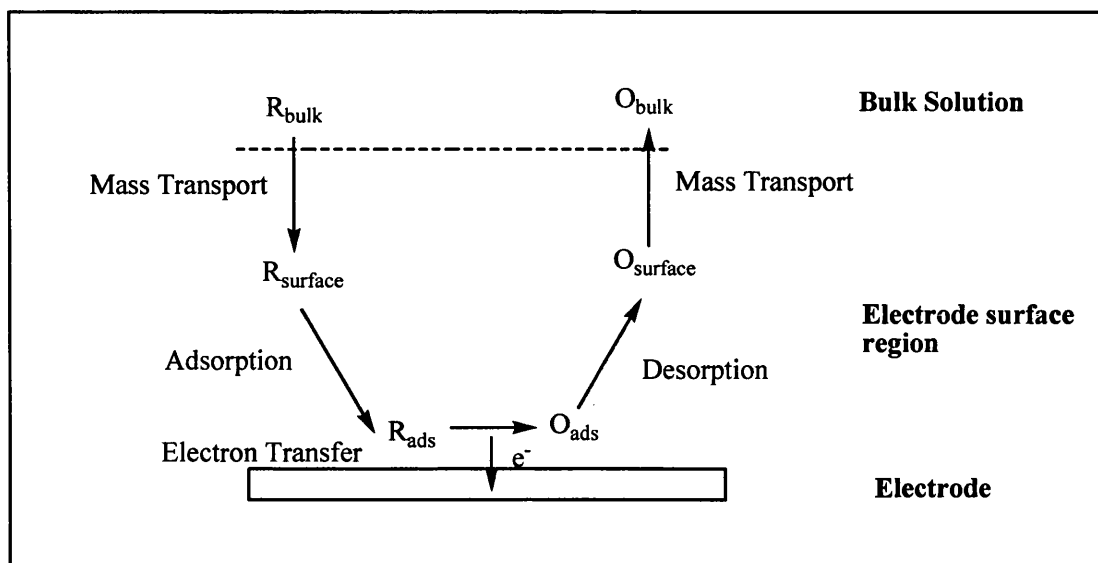 R_bulk
O_bulk
Bulk Solution
Mass Transport
Mass Transport
R_surface
O_surface
Electrode surface
region
Adsorption
Desorption
R_ads
O_ads
Electron Transfer
e^-
Electrode